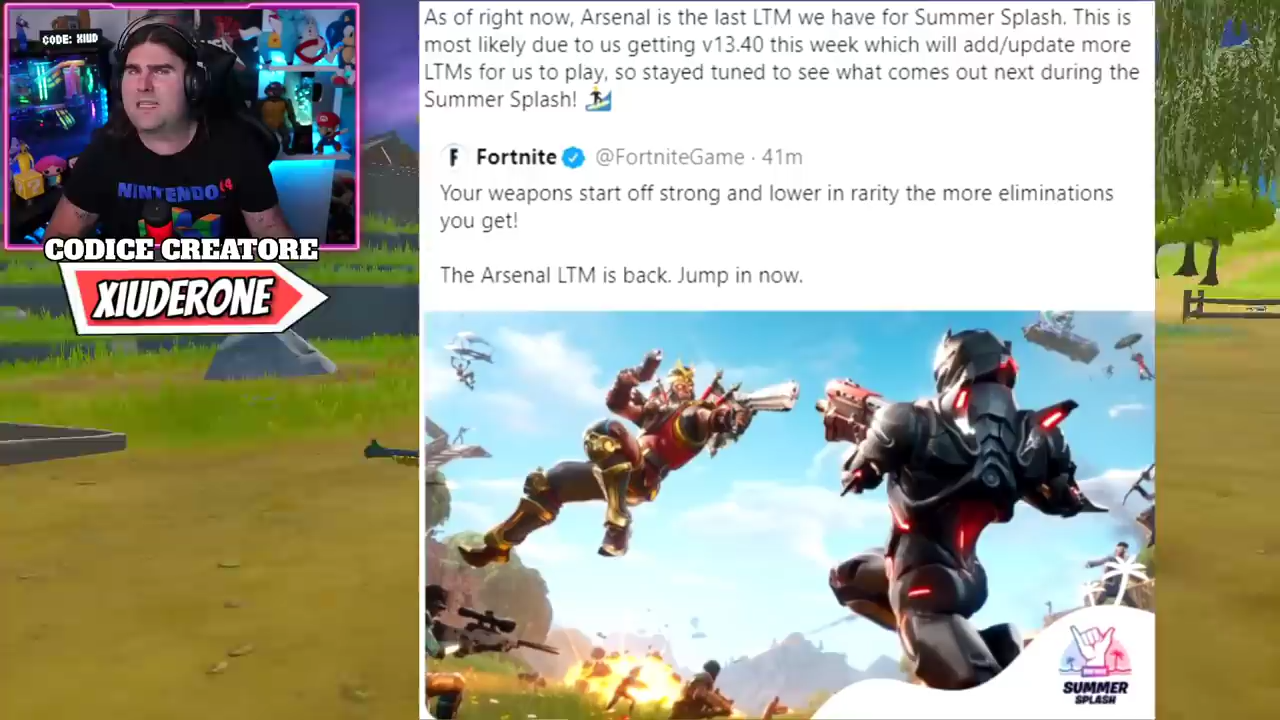 CODE: XIUD
NINTENDO 64
CODICE CREATORE
XIUDERONE
As of right now, Arsenal is the last LTM we have for Summer Splash. This is
most likely due to us getting v13.40 this week which will add/update more
LTMs for us to play, so stayed tuned to see what comes out next during the
Summer Splash! 🏄
F Fortnite @FortniteGame · 41m
Your weapons start off strong and lower in rarity the more eliminations
you get!
The Arsenal LTM is back. Jump in now.
SUMMER
SPLASH